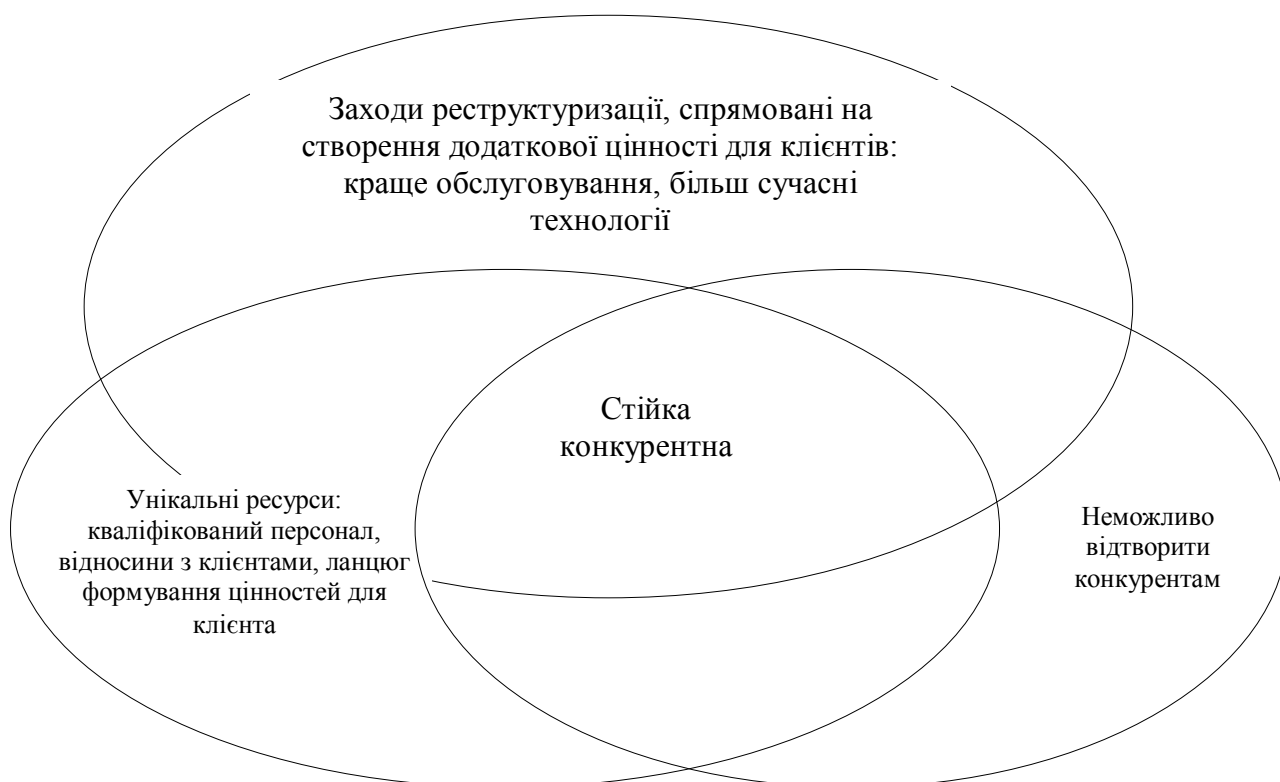 Заходи реструктуризації, спрямовані на
створення додаткової цінності для клієнтів:
краще обслуговування, більш сучасні
технології
Стійка
конкурентна
Унікальні ресурси:
кваліфікований персонал,
відносини з клієнтами, ланцюг
формування цінностей для
клієнта
Неможливо
відтворити
конкурентам